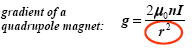 gradient of a
quadrupole magnet: g = 2μ₀nI / r²